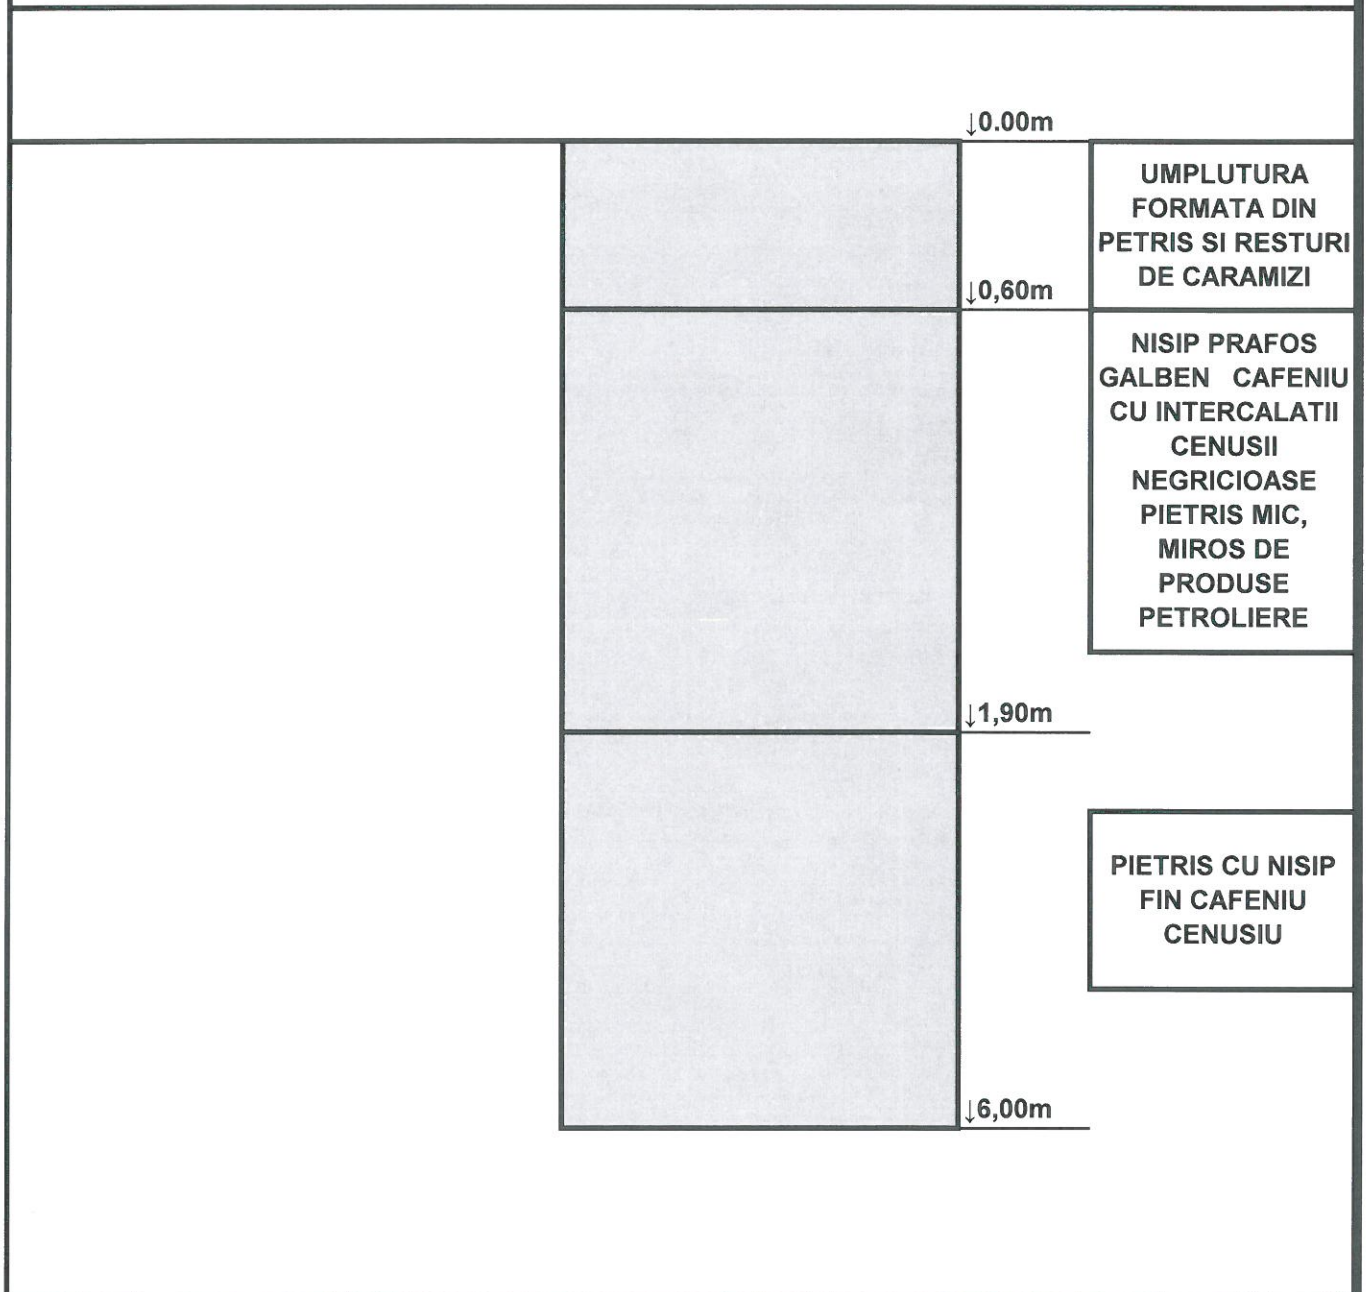 ↓0.00m
UMPLUTURA
FORMATA DIN
PETRIS SI RESTURI
DE CARAMIZI
↓0,60m
NISIP PRAFOS
GALBEN CAFENIU
CU INTERCALATII
CENUSII
NEGRICIOASE
PIETRIS MIC,
MIROS DE
PRODUSE
PETROLIERE
↓1,90m
PIETRIS CU NISIP
FIN CAFENIU
CENUSIU
↓6,00m